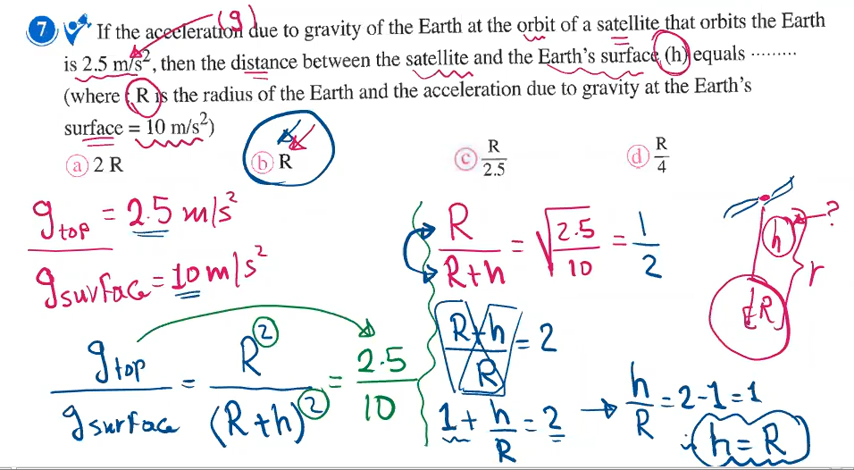 7 If the acceleration due to gravity of the Earth at the orbit of a satellite that orbits the Earth
(g)
is 2.5 m/s², then the distance between the satellite and the Earth's surface (h) equals ·········
(where R is the radius of the Earth and the acceleration due to gravity at the Earth's
surface = 10 m/s²)
a 2 R b R c R/2.5 d R/4
g top = 2.5 m/s²
g surface = 10 m/s²
g top / g surface = R² / (R+h)² = 2.5 / 10
R / R+h = √2.5/10 = 1/2
R+h / R = 2
1 + h/R = 2
→ h/R = 2-1 = 1
∴ h = R
h ?
r
R